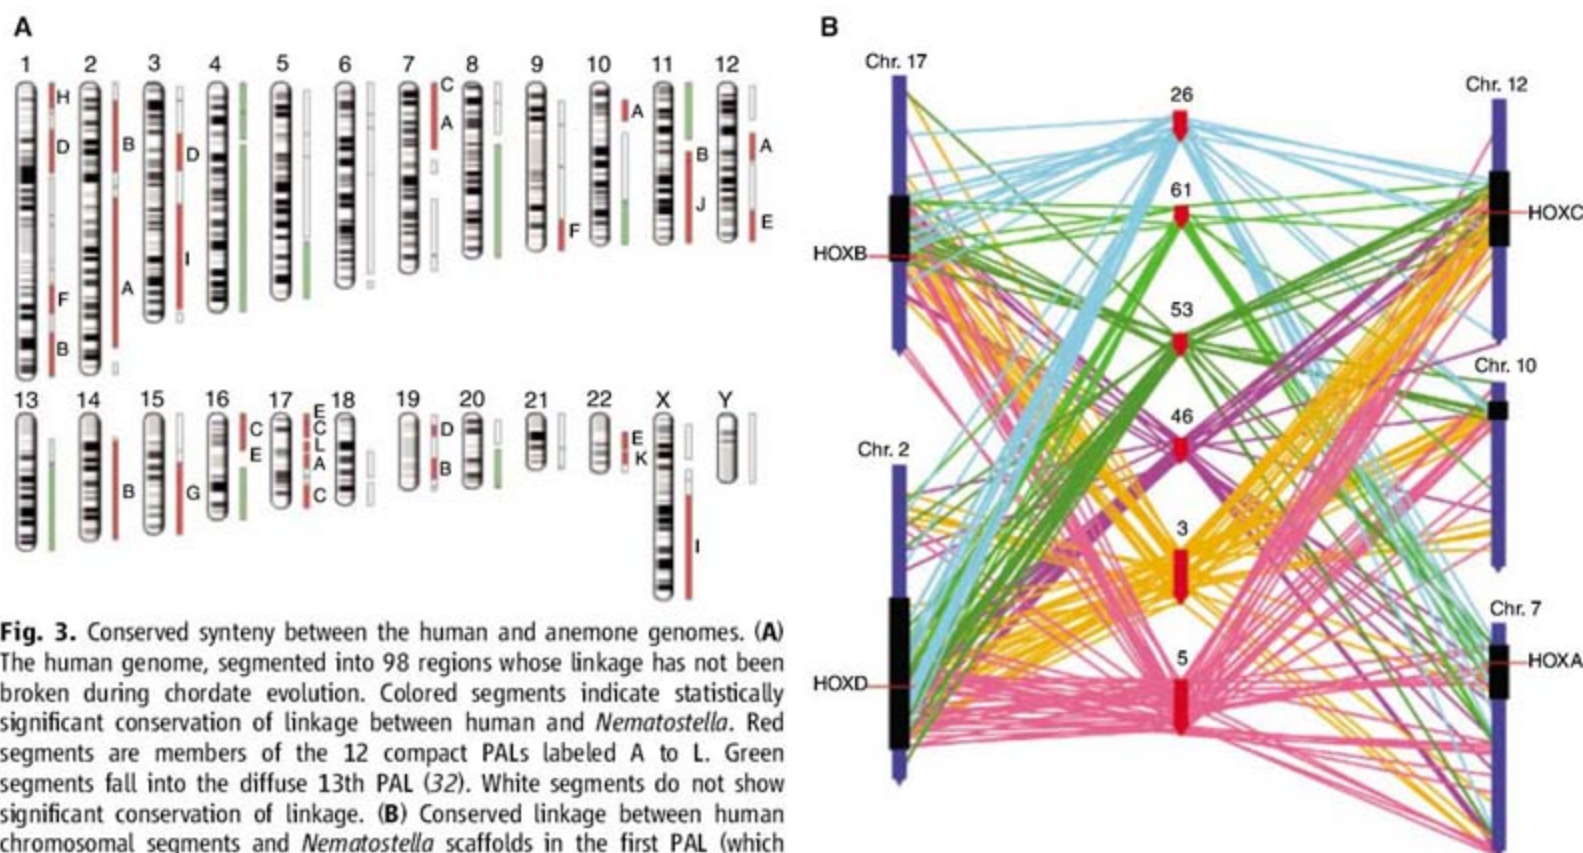 A
1 2 3 4 5 6 7 8 9 10 11 12
H
D
F
B
B
A
D
I
C
A
F
A
B
J
A
E
13 14 15 16 17 18 19 20 21 22 X Y
B
G
C
E
E
C
L
A
C
D
B
E
K
I
Fig. 3. Conserved synteny between the human and anemone genomes. (A)
The human genome, segmented into 98 regions whose linkage has not been
broken during chordate evolution. Colored segments indicate statistically
significant conservation of linkage between human and Nematostella. Red
segments are members of the 12 compact PALs labeled A to L. Green
segments fall into the diffuse 13th PAL (32). White segments do not show
significant conservation of linkage. (B) Conserved linkage between human
chromosomal segments and Nematostella scaffolds in the first PAL (which
B
Chr. 17
HOXB
Chr. 2
HOXD
26
61
53
46
3
5
Chr. 12
HOXC
Chr. 10
Chr. 7
HOXA